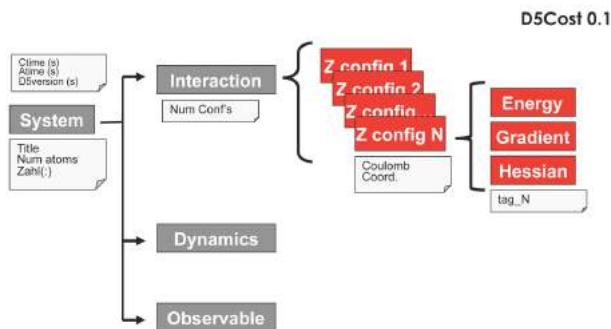 D5Cost 0.1
Ctime (s)
Atime (s)
D5version (s)
System
Title
Num atoms
Zahl(:)
Interaction
Num Conf's
Z config 1
Z config 2
Z config
Z config N
Coulomb
Coord.
Energy
Gradient
Hessian
tag_N
Dynamics
Observable